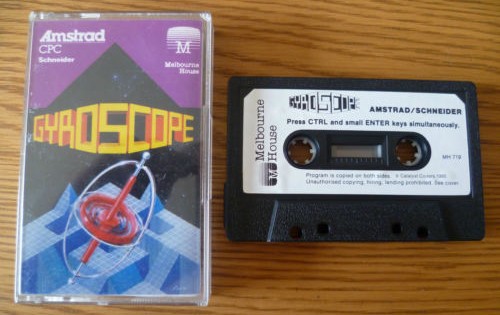 Amstrad
CPC
Schneider
M
Melbourne
House
GYROSCOPE
Melbourne
House
GYROSCOPE
AMSTRAD/SCHNEIDER
Press CTRL and small ENTER keys simultaneously.
MH 719
Program is copied on both sides.
Unauthorised copying, hiring, lending prohibited. See cover.